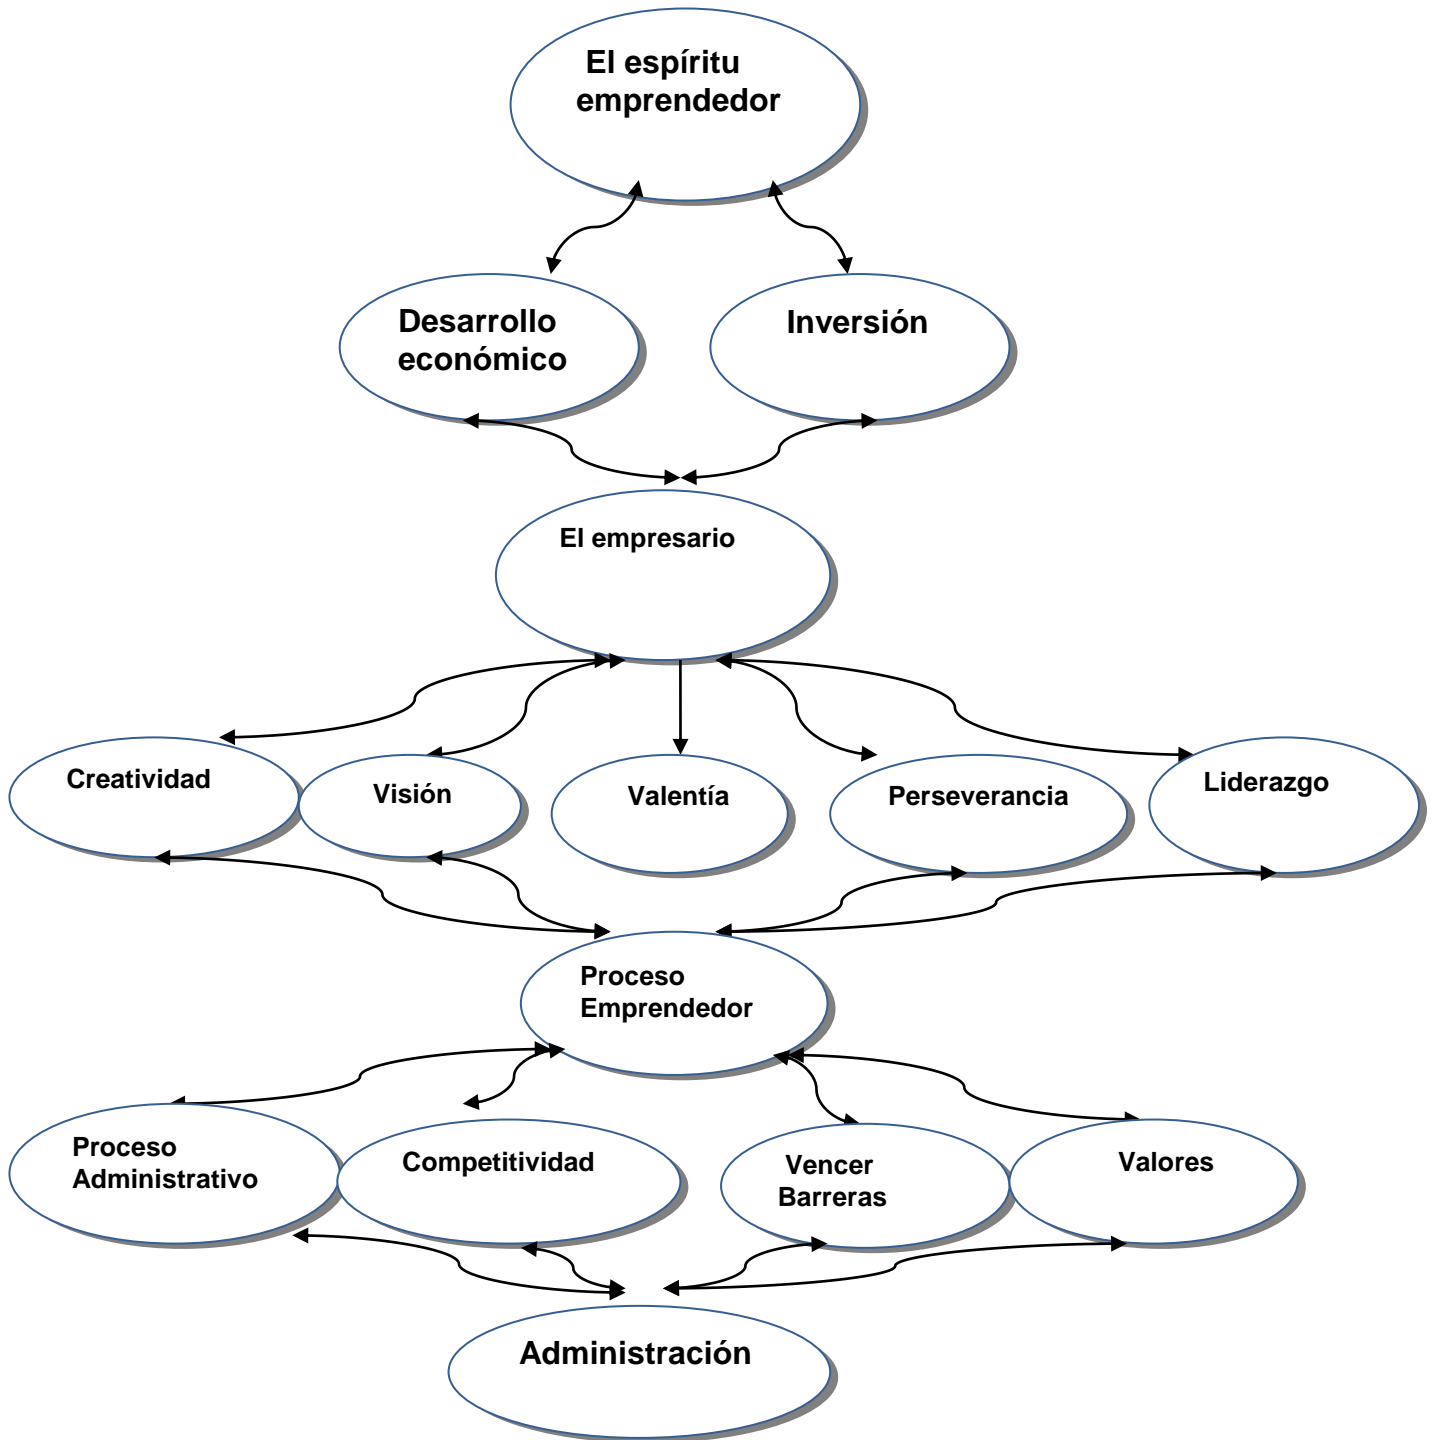 El espíritu
emprendedor
Desarrollo
económico
Inversión
El empresario
Creatividad
Visión
Valentía
Perseverancia
Liderazgo
Proceso
Emprendedor
Proceso
Administrativo
Competitividad
Vencer
Barreras
Valores
Administración